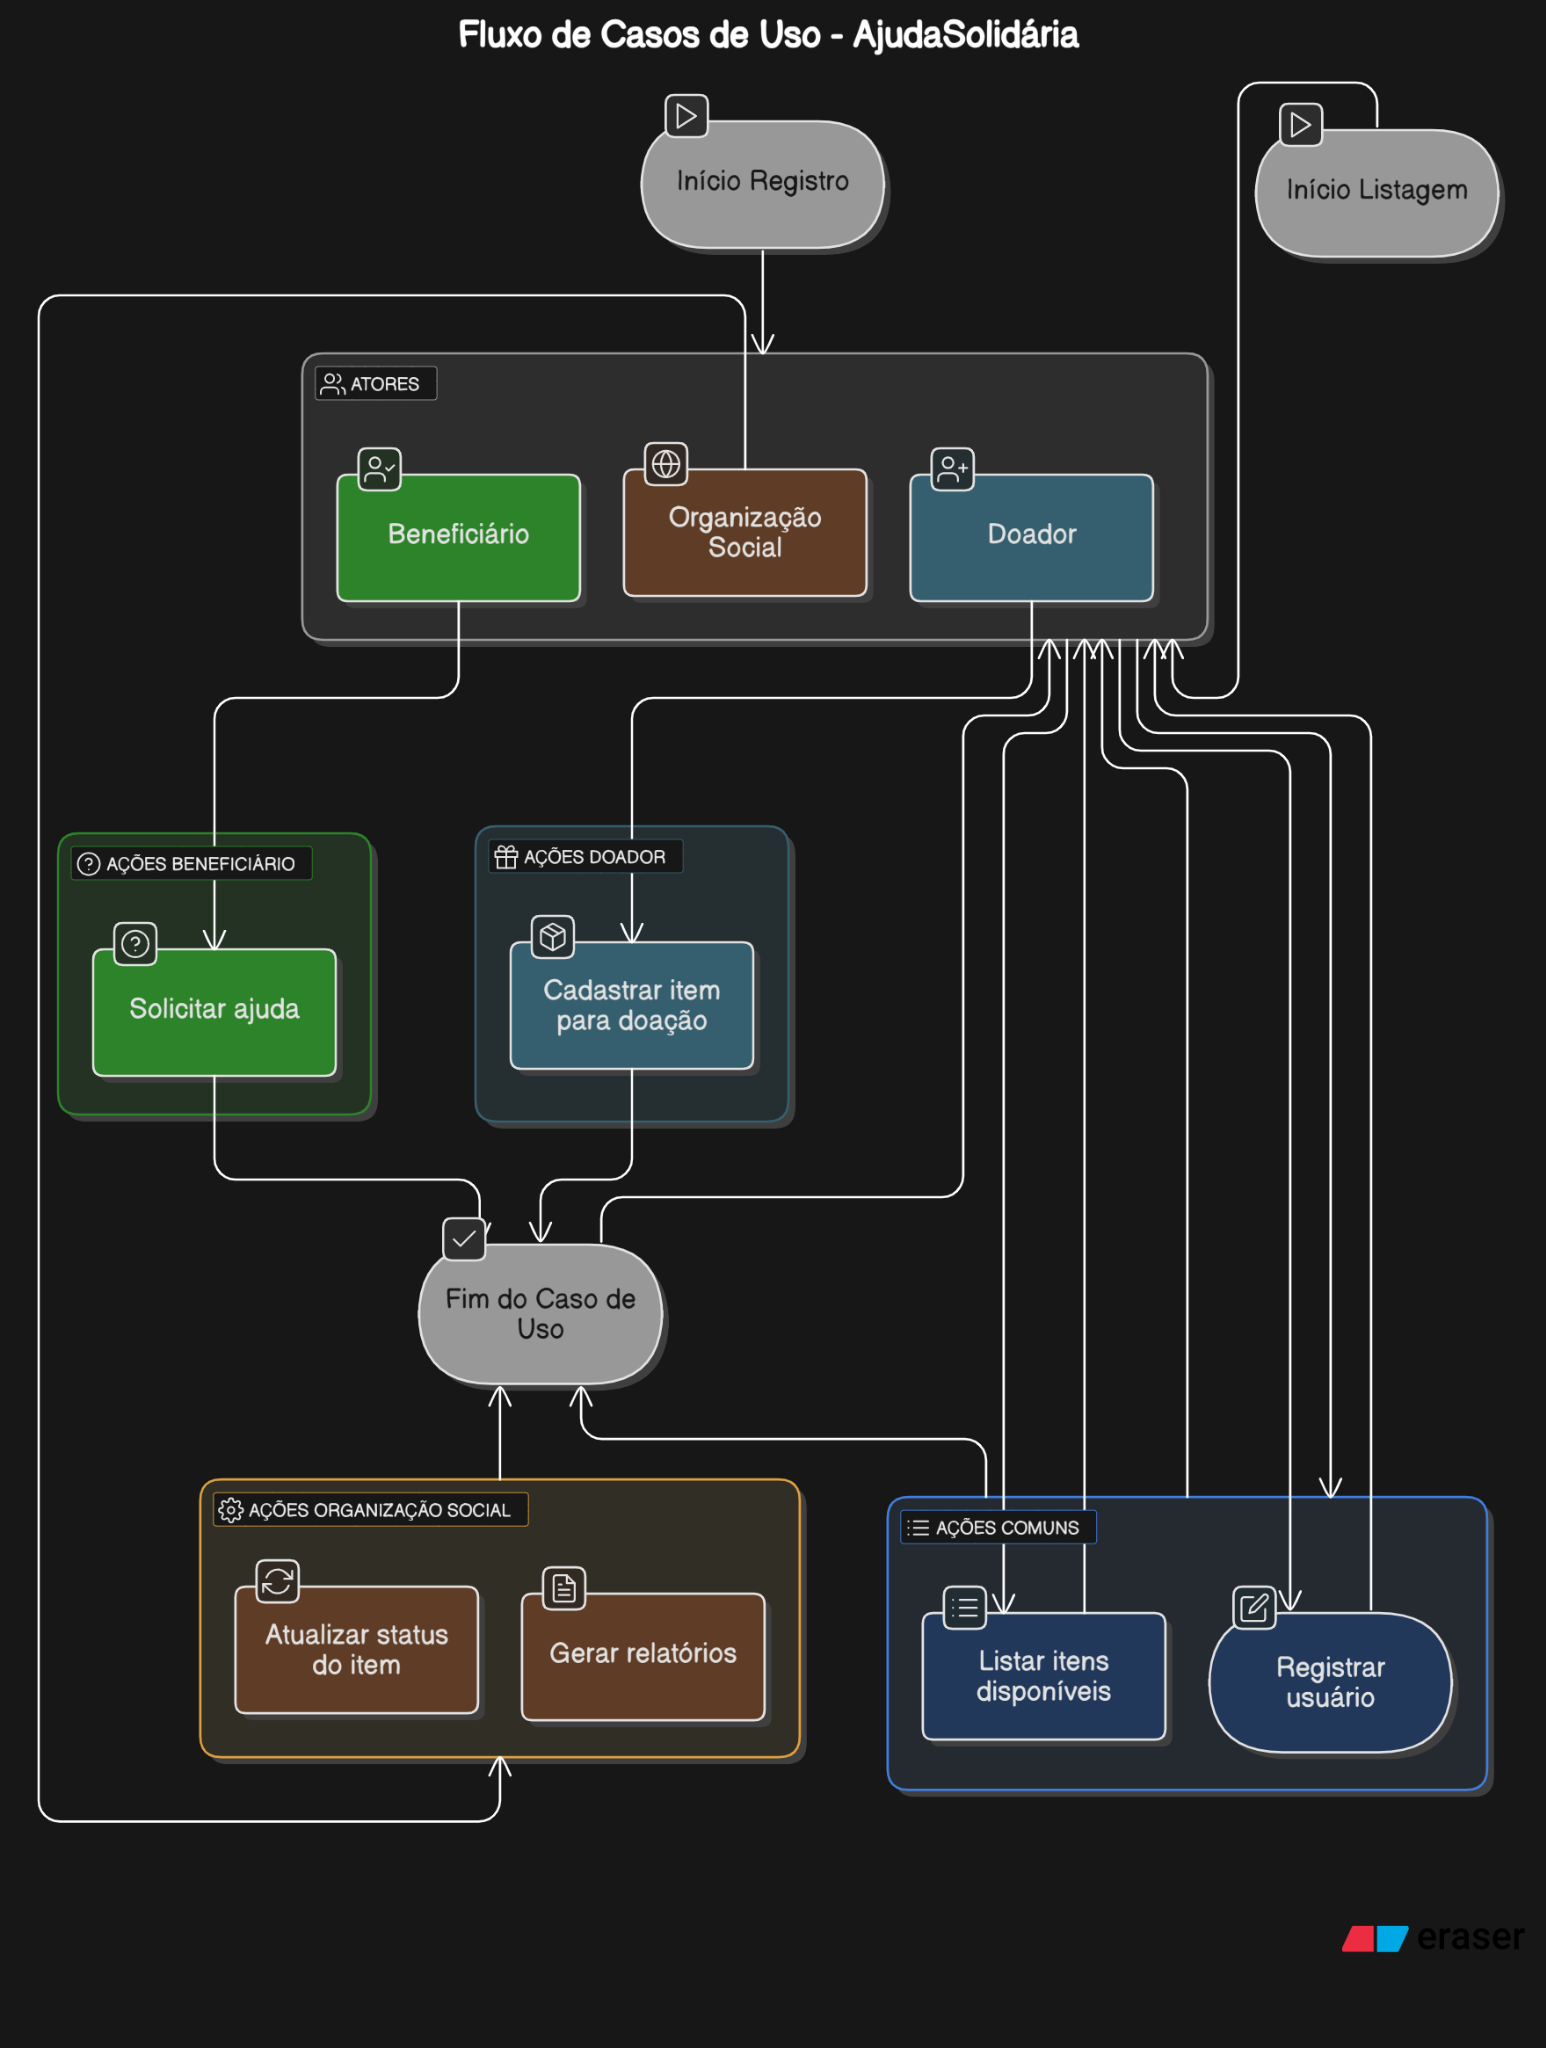 Fluxo de Casos de Uso - AjudaSolidária
Início Registro
Início Listagem
ATORES
Beneficiário
Organização
Social
Doador
AÇÕES BENEFICIÁRIO
Solicitar ajuda
AÇÕES DOADOR
Cadastrar item
para doação
Fim do Caso de
Uso
AÇÕES ORGANIZAÇÃO SOCIAL
Atualizar status
do item
Gerar relatórios
AÇÕES COMUNS
Listar itens
disponíveis
Registrar
usuário
eraser